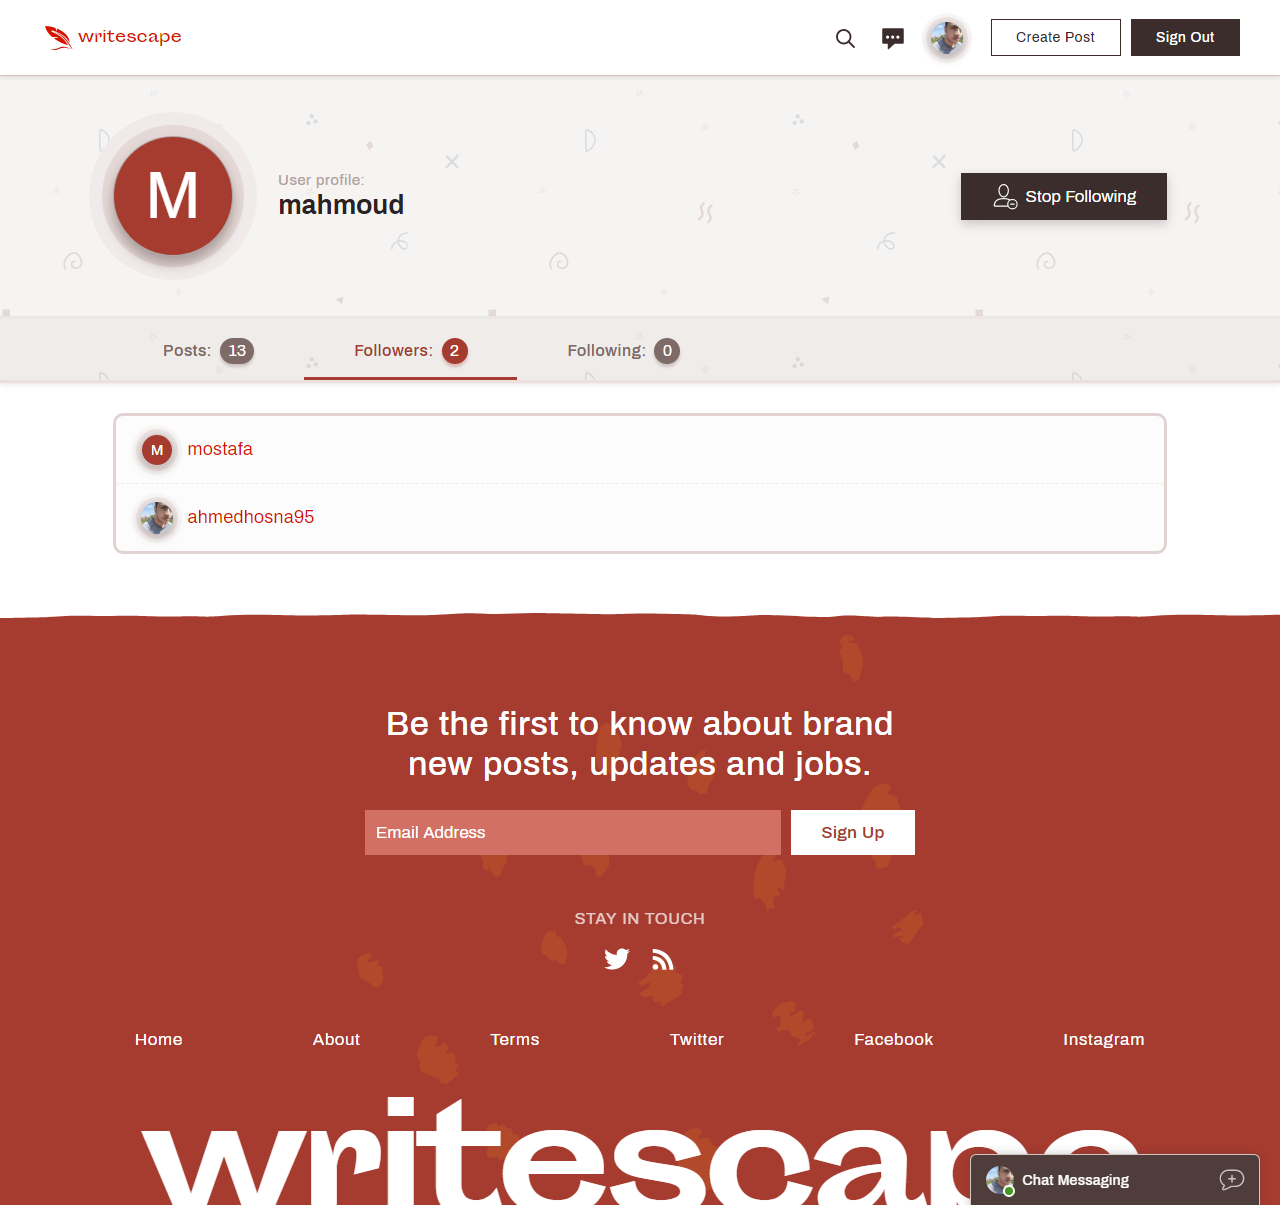 writescape
Create Post
Sign Out
M
User profile:
mahmoud
Stop Following
Posts: 13
Followers: 2
Following: 0
M mostafa
ahmedhosna95
Be the first to know about brand
new posts, updates and jobs.
Email Address
Sign Up
STAY IN TOUCH
Home
About
Terms
Twitter
Facebook
Instagram
writescape
Chat Messaging